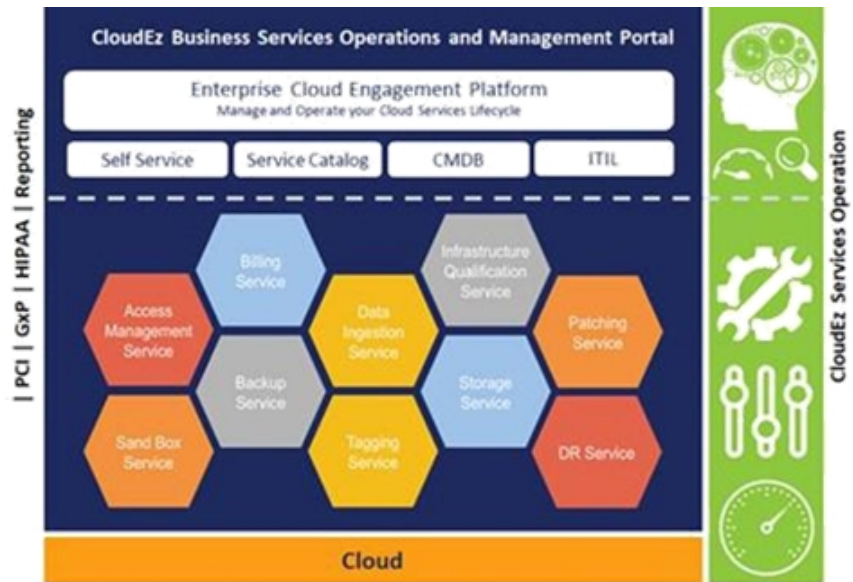 CloudEz Business Services Operations and Management Portal
Enterprise Cloud Engagement Platform
Manage and Operate your Cloud Services Lifecycle
Self Service
Service Catalog
CMDB
ITIL
| PCI | GxP | HIPAA | Reporting
Billing
Service
Infrastructure
Qualification
Service
Access
Management
Service
Data
Ingestion
Service
Patching
Service
Backup
Service
Storage
Service
Sand Box
Service
Tagging
Service
DR Service
Cloud
CloudEz Services Operation